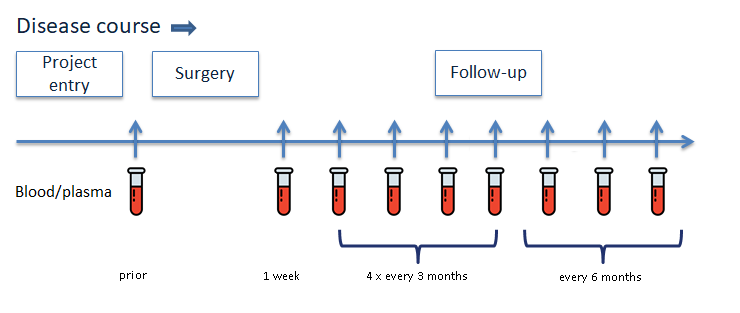 Disease course
Project
entry
Surgery
Follow-up
Blood/plasma
prior
1 week
4 x every 3 months
every 6 months